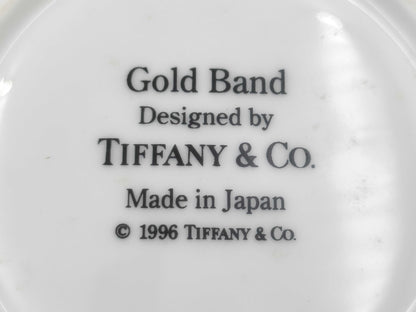 Gold Band
Designed by
TIFFANY & CO.
Made in Japan
© 1996 TIFFANY & CO.